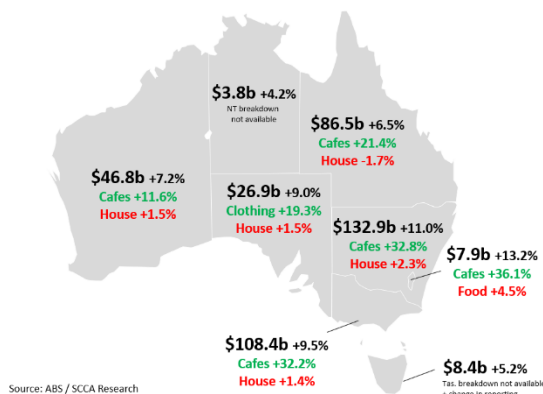 $3.8b +4.2%
NT breakdown
not available
$86.5b +6.5%
Cafes +21.4%
House -1.7%
$46.8b +7.2%
Cafes +11.6%
House +1.5%
$26.9b +9.0%
Clothing +19.3%
House +1.5%
$132.9b +11.0%
Cafes +32.8%
House +2.3%
$7.9b +13.2%
Cafes +36.1%
Food +4.5%
$108.4b +9.5%
Cafes +32.2%
House +1.4%
$8.4b +5.2%
Tas. breakdown not available
+ change in reporting
Source: ABS / SCCA Research